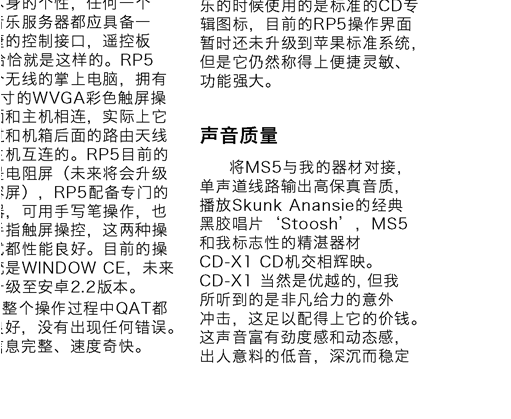 身的个性，任何一个
音乐服务器都应具备一
的控制接口，遥控板
恰就是这样的。RP5
无线的掌上电脑，拥有
寸的WVGA彩色触屏操
和主机相连，实际上它
和机箱后面的路由天线
机互连的。RP5目前的
电阻屏（未来将会升级
屏），RP5配备专门的
，可用手写笔操作，也
指触屏操控，这两种操
都性能良好。目前的操
是WINDOW CE，未来
级至安卓2.2版本。
整个操作过程中QAT都
好，没有出现任何错误。
息完整、速度奇快。
乐的时候使用的是标准的CD专
辑图标，目前的RP5操作界面
暂时还未升级到苹果标准系统，
但是它仍然称得上便捷灵敏、
功能强大。
声音质量
将MS5与我的器材对接，
单声道线路输出高保真音质，
播放Skunk Anansie的经典
黑胶唱片‘Stoosh’，MS5
和我标志性的精湛器材
CD-X1 CD机交相辉映。
CD-X1 当然是优越的，但我
所听到的是非凡给力的意外
冲击，这足以配得上它的价钱。
这声音富有劲度感和动态感，
出人意料的低音，深沉而稳定